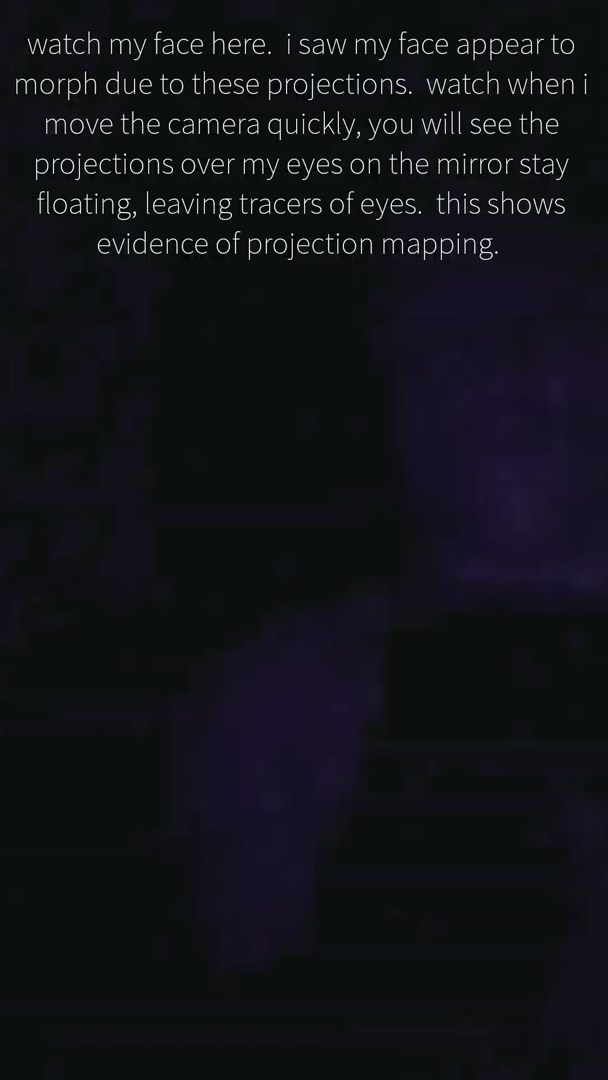 watch my face here.  i saw my face appear to
morph due to these projections.  watch when i
move the camera quickly, you will see the
projections over my eyes on the mirror stay
floating, leaving tracers of eyes.  this shows
evidence of projection mapping.